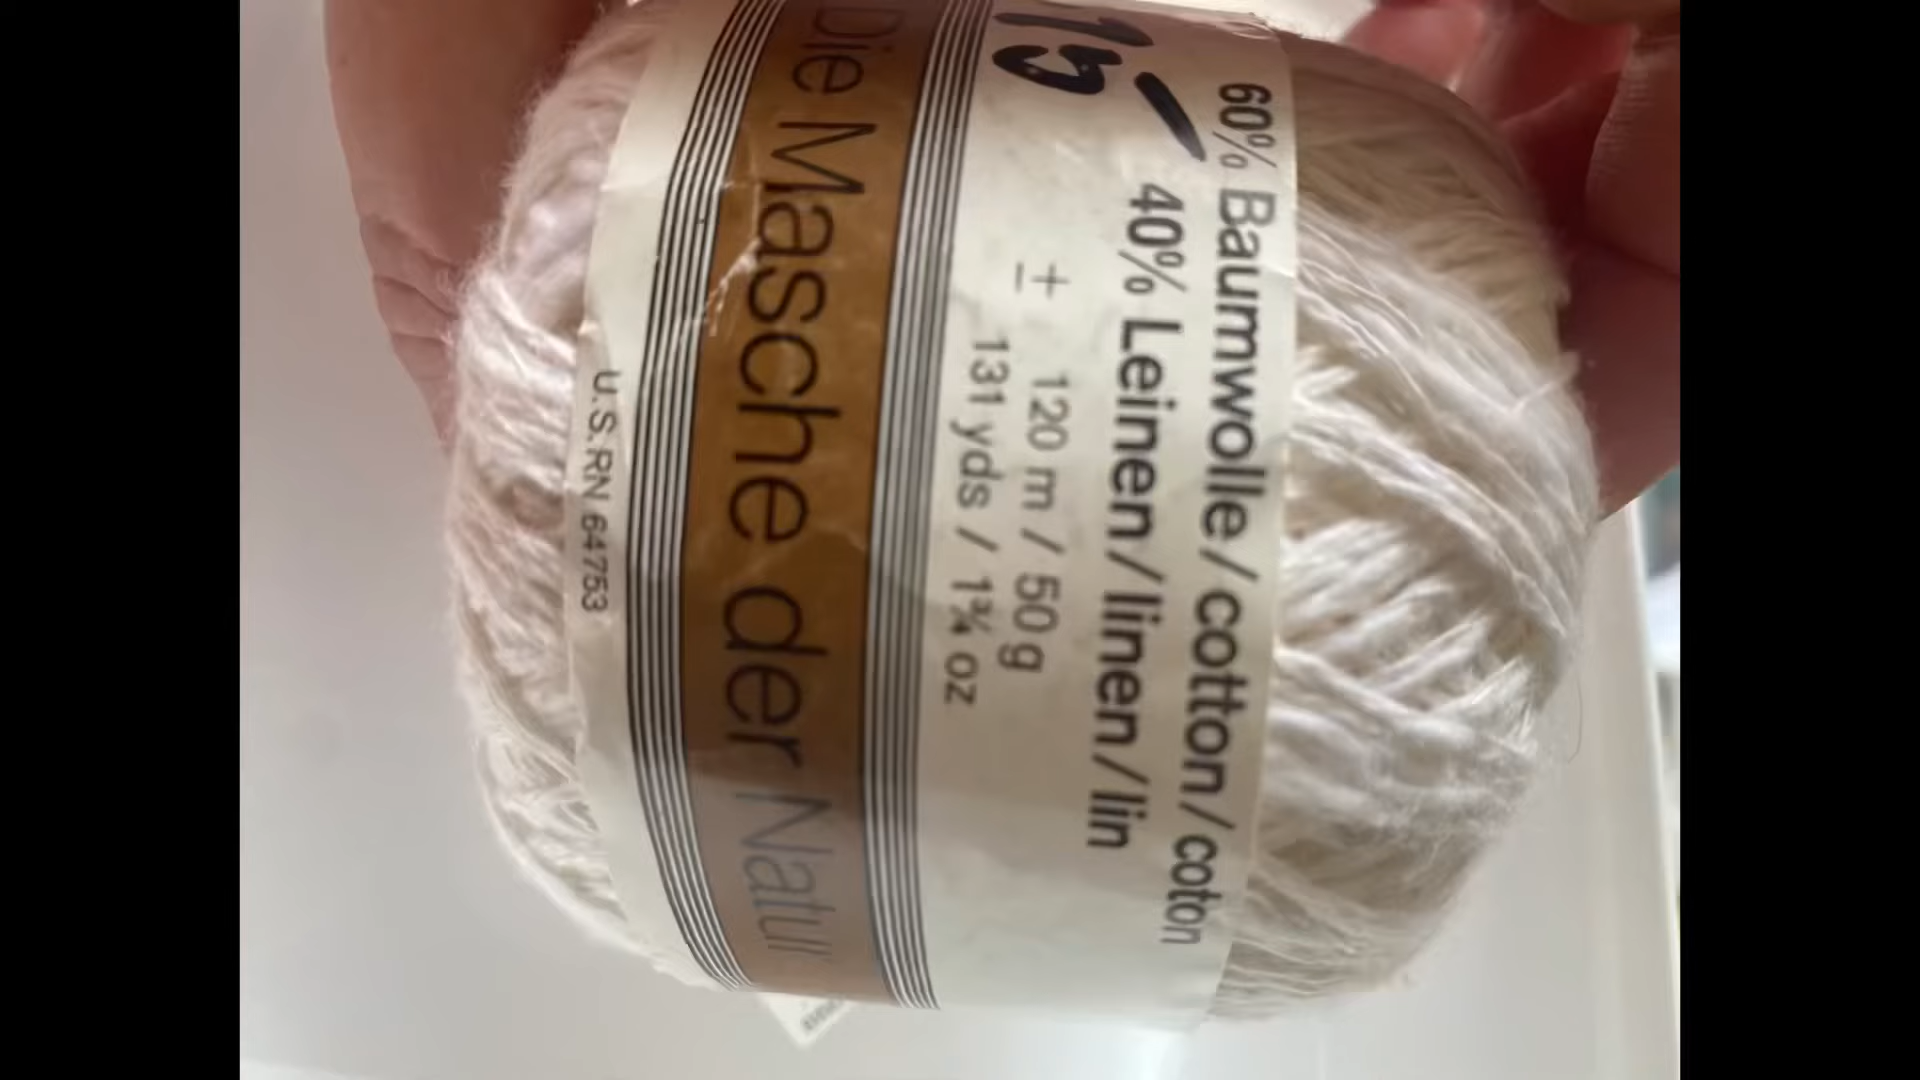 15-
60% Baumwolle/cotton/coton
40% Leinen/linen/lin
± 120 m / 50 g
131 yds / 1¾ oz
Die Masche der Natur
U.S.RN 64753